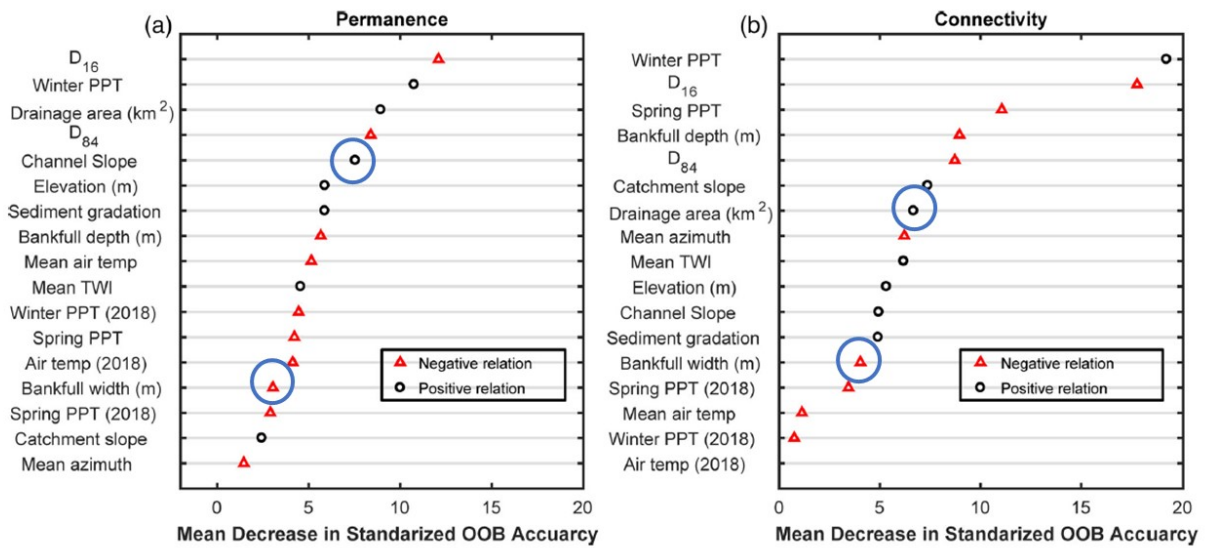 (a)
Permanence
D16
Winter PPT
Drainage area (km2)
D84
Channel Slope
Elevation (m)
Sediment gradation
Bankfull depth (m)
Mean air temp
Mean TWI
Winter PPT (2018)
Spring PPT
Air temp (2018)
Bankfull width (m)
Spring PPT (2018)
Catchment slope
Mean azimuth
Negative relation
Positive relation
0 5 10 15 20
Mean Decrease in Standarized OOB Accuarcy
(b)
Connectivity
Winter PPT
D16
Spring PPT
Bankfull depth (m)
D84
Catchment slope
Drainage area (km2)
Mean azimuth
Mean TWI
Elevation (m)
Channel Slope
Sediment gradation
Bankfull width (m)
Spring PPT (2018)
Mean air temp
Winter PPT (2018)
Air temp (2018)
Negative relation
Positive relation
0 5 10 15 20
Mean Decrease in Standarized OOB Accuarcy